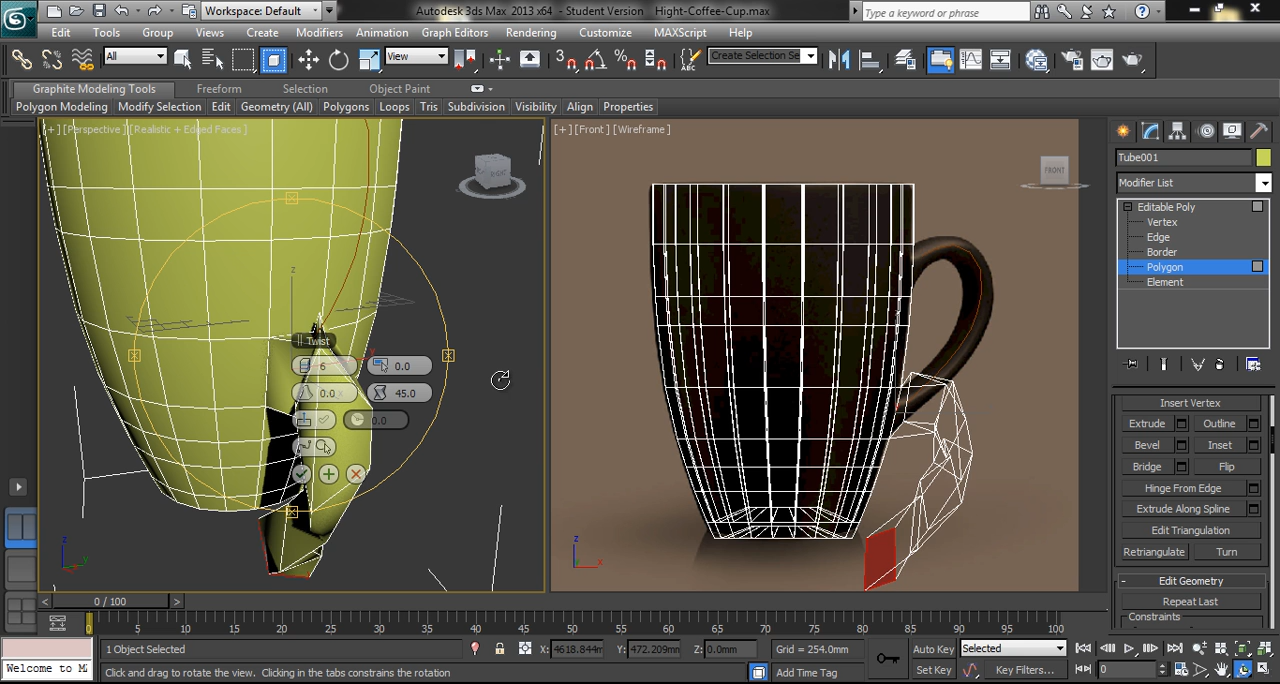 Workspace: Default
Autodesk 3ds Max 2013 x64 - Student Version Hight-Coffee-Cup.max
Type a keyword or phrase
Edit Tools Group Views Create Modifiers Animation Graph Editors Rendering Customize MAXScript Help
All
View
Create Selection Se
Graphite Modeling Tools Freeform Selection Object Paint
Polygon Modeling Modify Selection Edit Geometry (All) Polygons Loops Tris Subdivision Visibility Align Properties
[+] [Perspective] [Realistic + Edged Faces]
[+] [Front] [Wireframe]
RIGHT
FRONT
Tube001
Modifier List
Editable Poly
Vertex
Edge
Border
Polygon
Element
Twist
6
0.0
0.0
45.0
0.0
z
x
z
y
z
x
Insert Vertex
Extrude Outline
Bevel Inset
Bridge Flip
Hinge From Edge
Extrude Along Spline
Edit Triangulation
Retriangulate Turn
- Edit Geometry
Repeat Last
Constraints
< 0 / 100 >
0 5 10 15 20 25 30 35 40 45 50 55 60 65 70 75 80 85 90 95 100
1 Object Selected
X: 4618.844m Y: 472.209mm Z: 0.0mm Grid = 254.0mm
Auto Key Selected
Welcome to M
Click and drag to rotate the view. Clicking in the tabs constrains the rotation
Add Time Tag
Set Key Key Filters... 0